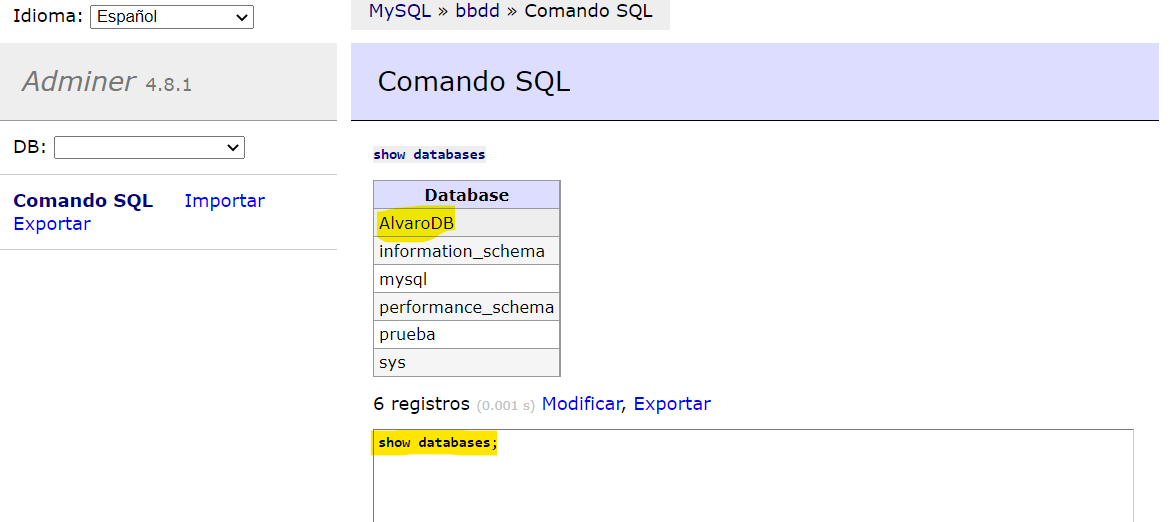 Idioma: Español
MySQL » bbdd » Comando SQL
Adminer 4.8.1
Comando SQL
DB:
Comando SQL Importar
Exportar
show databases
Database
AlvaroDB
information_schema
mysql
performance_schema
prueba
sys
6 registros (0.001 s) Modificar, Exportar
show databases;